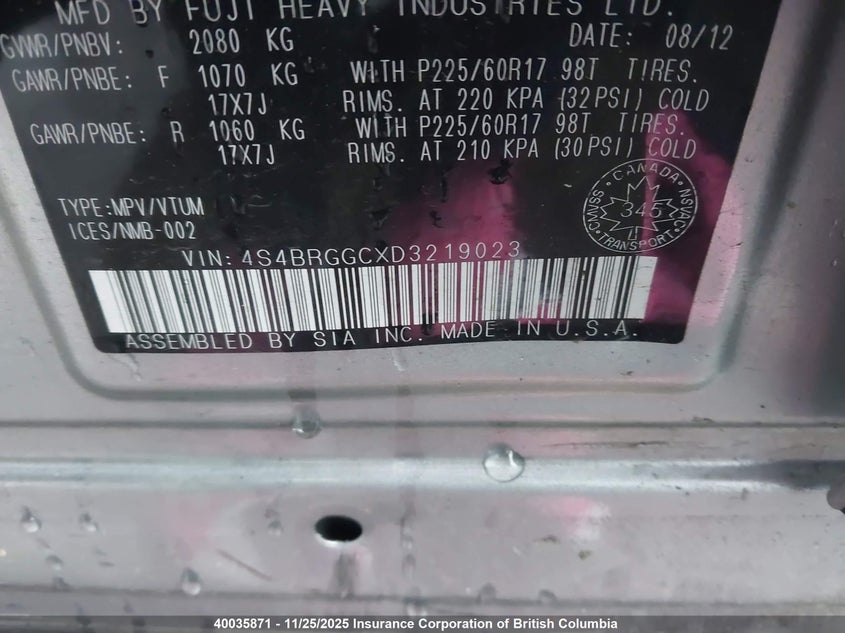 MFD BY FUJI HEAVY INDUSTRIES LTD.
GVWR/PNBV: 2080 KG DATE: 08/12
GAWR/PNBE: F 1070 KG WITH P225/60R17 98T TIRES.
17X7J RIMS. AT 220 KPA (32PSI) COLD
GAWR/PNBE: R 1060 KG WITH P225/60R17 98T TIRES.
17X7J RIMS. AT 210 KPA (30PSI) COLD
TYPE:MPV/VTUM
ICES/NMB-002
CANADA
CMVSS
345
NSVAC
TRANSPORT
VIN: 4S4BRGGCXD3219023
ASSEMBLED BY SIA INC. MADE IN U.S.A.
40035871 - 11/25/2025 Insurance Corporation of British Columbia